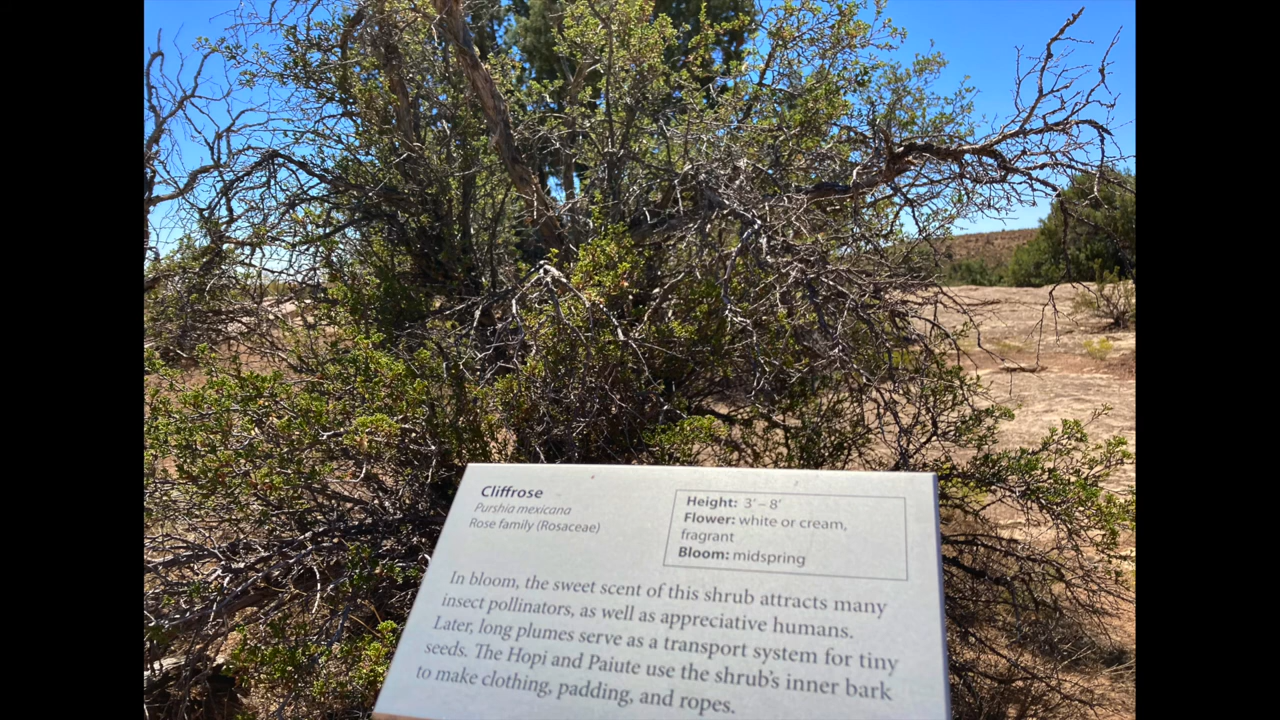 Cliffrose
Purshia mexicana
Rose family (Rosaceae)
Height: 3'–8'
Flower: white or cream,
fragrant
Bloom: midspring
In bloom, the sweet scent of this shrub attracts many
insect pollinators, as well as appreciative humans.
Later, long plumes serve as a transport system for tiny
seeds. The Hopi and Paiute use the shrub's inner bark
to make clothing, padding, and ropes.